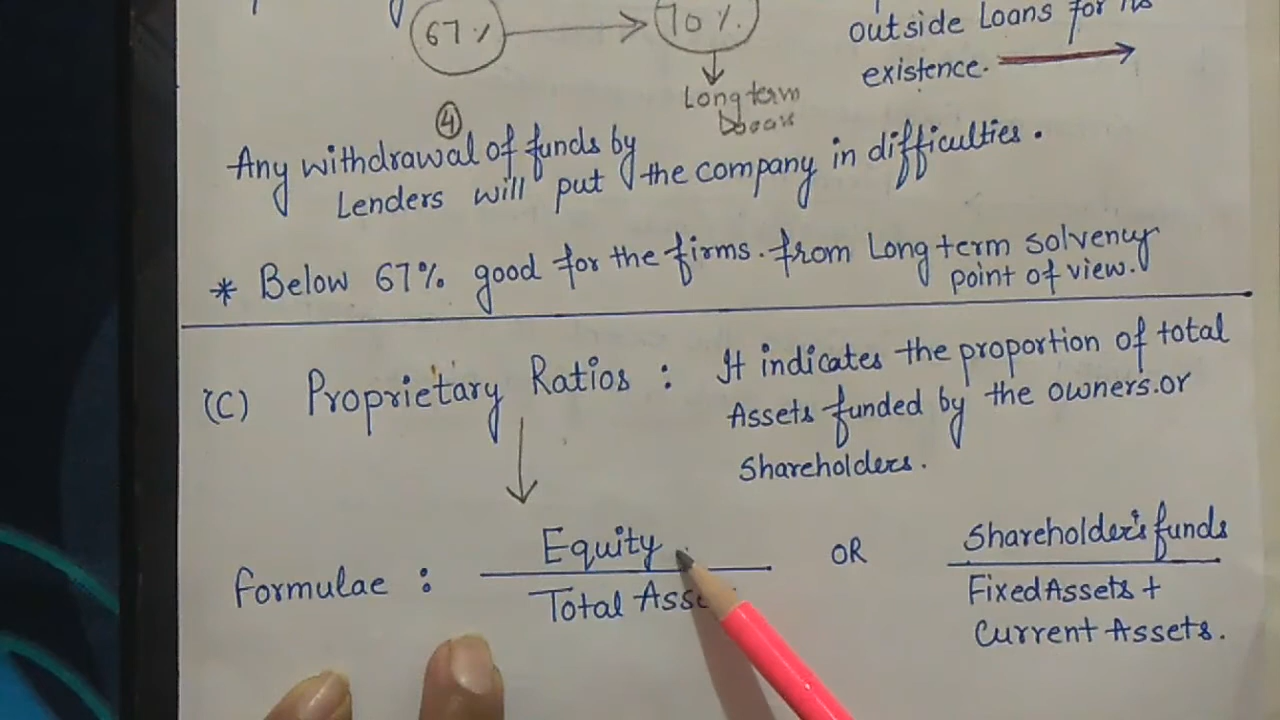 67% 70%
outside Loans for its
existence.
Long term
④
Any withdrawal of funds by
Lenders will put the company in difficulties.
* Below 67% good for the firms. from Long term solvency
point of view.
(C) Proprietary Ratios : It indicates the proportion of total
Assets funded by the owners. or
Shareholders.
Formulae : Equity / Total Ass OR Shareholder's funds / Fixed Assets +
Current Assets.